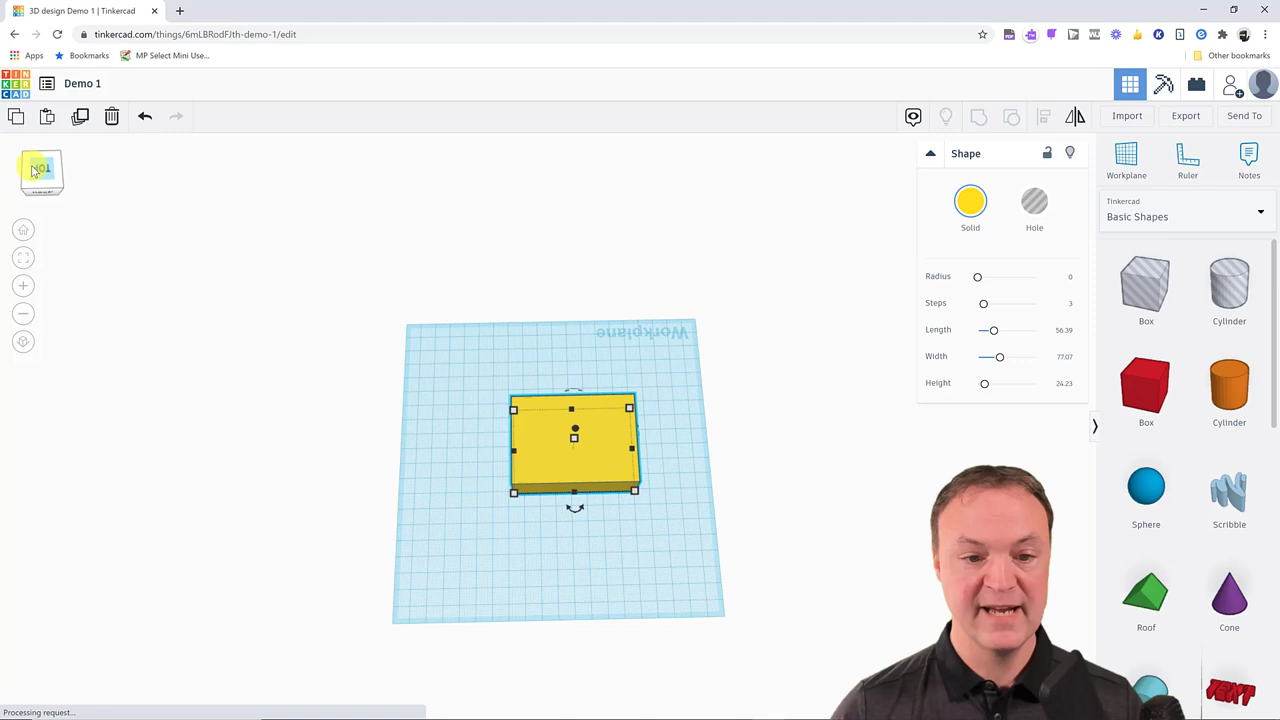 3D design Demo 1 | Tinkercad
tinkercad.com/things/6mLBRodFJth-demo-1/edit
Apps
Bookmarks
MP Select Mini Use...
Other bookmarks
TIN
KER
CAD
Demo 1
Import
Export
Send To
TOP
Shape
Solid
Hole
Radius 0
Steps 3
Length 56.39
Width 77.07
Height 24.23
Workplane
Ruler
Notes
Tinkercad
Basic Shapes
Box
Cylinder
Box
Cylinder
Sphere
Scribble
Roof
Cone
TEXT
Workplane
Processing request...